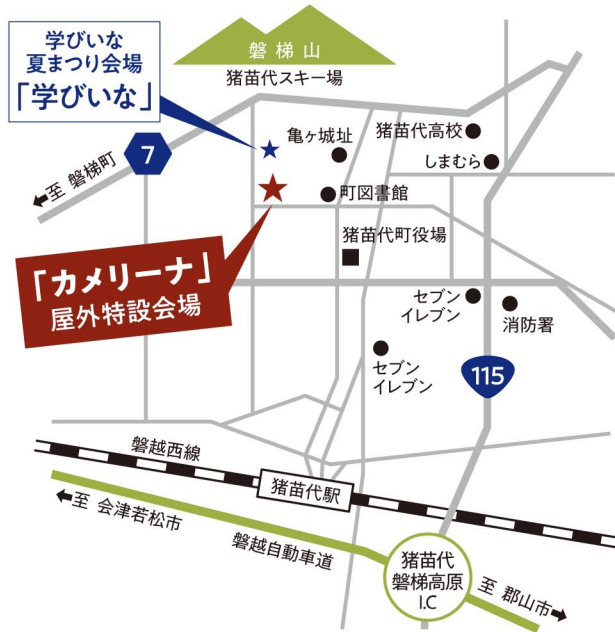 学びいな
夏まつり会場
「学びいな」
磐梯山
猪苗代スキー場
7
至 磐梯町
亀ヶ城址
猪苗代高校
しまむら
町図書館
猪苗代町役場
「カメリーナ」
屋外特設会場
セブン
イレブン
消防署
セブン
イレブン
115
磐越西線
猪苗代駅
至 会津若松市
磐越自動車道
猪苗代
磐梯高原
I.C
至 郡山市